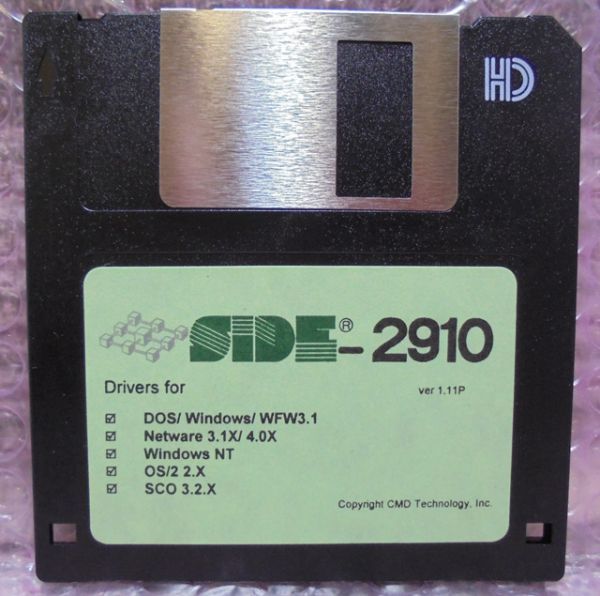 HD
SIDE®-2910
Drivers for
ver 1.11P
☑ DOS/ Windows/ WFW3.1
☑ Netware 3.1X/ 4.0X
☑ Windows NT
☑ OS/2 2.X
☑ SCO 3.2.X
Copyright CMD Technology, Inc.